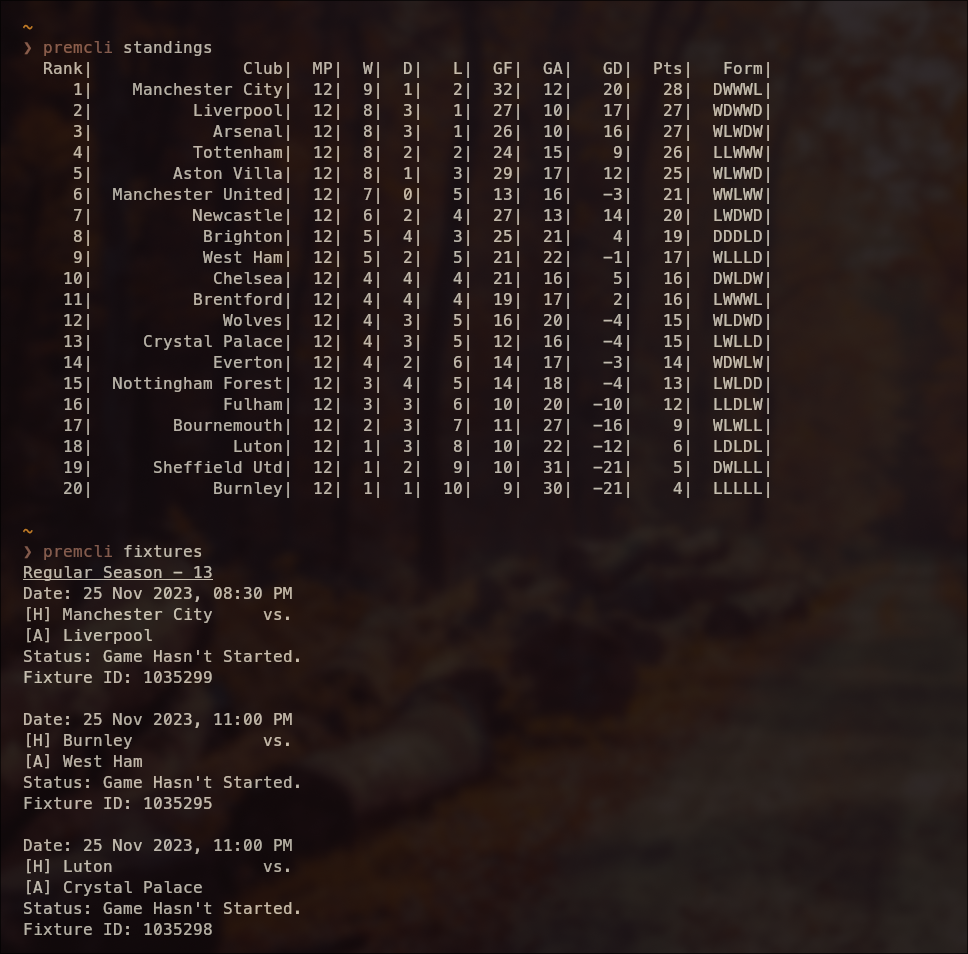 ~
❯ premcli standings
Rank| Club| MP| W| D| L| GF| GA| GD| Pts| Form|
1| Manchester City| 12| 9| 1| 2| 32| 12| 20| 28| DWWWL|
2| Liverpool| 12| 8| 3| 1| 27| 10| 17| 27| WDWWD|
3| Arsenal| 12| 8| 3| 1| 26| 10| 16| 27| WLWDW|
4| Tottenham| 12| 8| 2| 2| 24| 15| 9| 26| LLWWW|
5| Aston Villa| 12| 8| 1| 3| 29| 17| 12| 25| WLWWD|
6| Manchester United| 12| 7| 0| 5| 13| 16| -3| 21| WWLWW|
7| Newcastle| 12| 6| 2| 4| 27| 13| 14| 20| LWDWD|
8| Brighton| 12| 5| 4| 3| 25| 21| 4| 19| DDDLD|
9| West Ham| 12| 5| 2| 5| 21| 22| -1| 17| WLLLD|
10| Chelsea| 12| 4| 4| 4| 21| 16| 5| 16| DWLDW|
11| Brentford| 12| 4| 4| 4| 19| 17| 2| 16| LWWWL|
12| Wolves| 12| 4| 3| 5| 16| 20| -4| 15| WLDWD|
13| Crystal Palace| 12| 4| 3| 5| 12| 16| -4| 15| LWLLD|
14| Everton| 12| 4| 2| 6| 14| 17| -3| 14| WDWLW|
15| Nottingham Forest| 12| 3| 4| 5| 14| 18| -4| 13| LWLDD|
16| Fulham| 12| 3| 3| 6| 10| 20| -10| 12| LLDLW|
17| Bournemouth| 12| 2| 3| 7| 11| 27| -16| 9| WLWLL|
18| Luton| 12| 1| 3| 8| 10| 22| -12| 6| LDLDL|
19| Sheffield Utd| 12| 1| 2| 9| 10| 31| -21| 5| DWLLL|
20| Burnley| 12| 1| 1| 10| 9| 30| -21| 4| LLLLL|
~
❯ premcli fixtures
Regular Season - 13
Date: 25 Nov 2023, 08:30 PM
[H] Manchester City vs.
[A] Liverpool
Status: Game Hasn't Started.
Fixture ID: 1035299
Date: 25 Nov 2023, 11:00 PM
[H] Burnley vs.
[A] West Ham
Status: Game Hasn't Started.
Fixture ID: 1035295
Date: 25 Nov 2023, 11:00 PM
[H] Luton vs.
[A] Crystal Palace
Status: Game Hasn't Started.
Fixture ID: 1035298